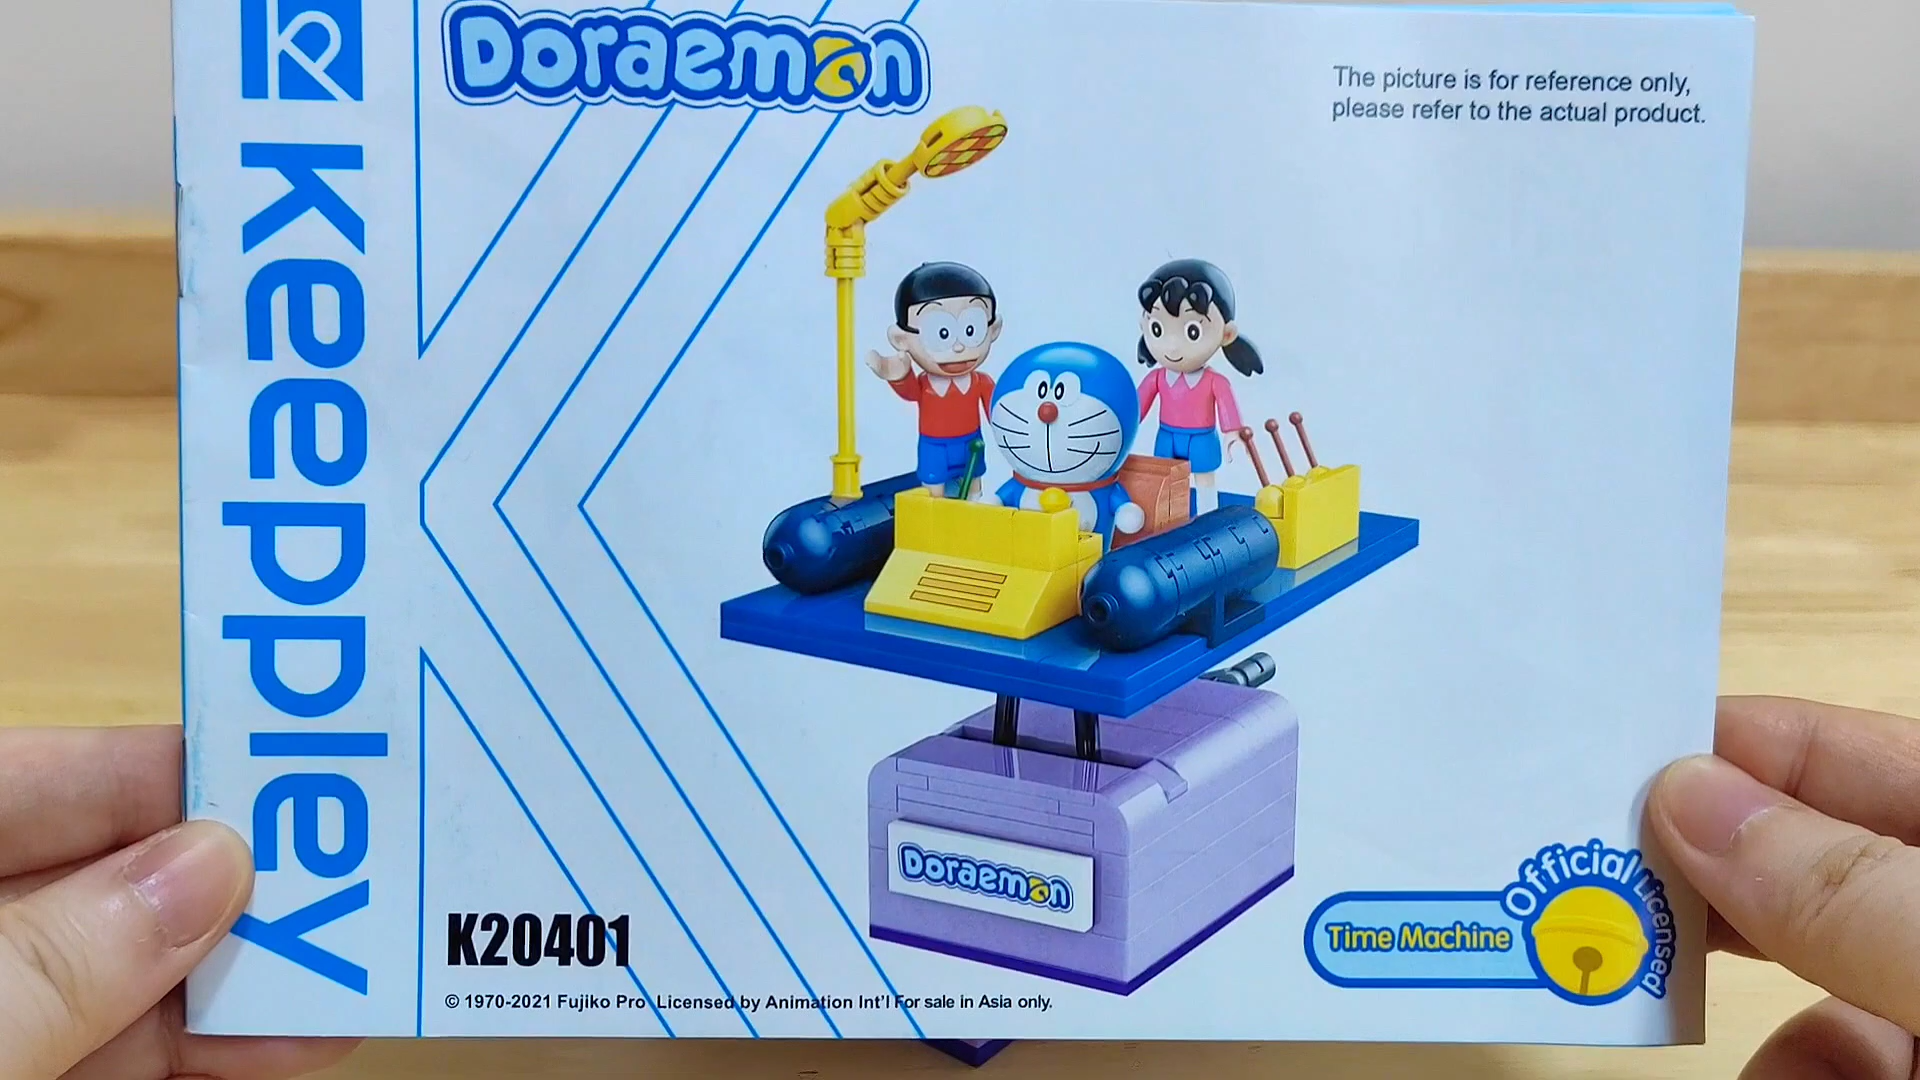 Keeppley
Doraemon
The picture is for reference only,
please refer to the actual product.
Doraemon
K20401
© 1970-2021 Fujiko Pro Licensed by Animation Int'l For sale in Asia only.
Time Machine
Official Licensed